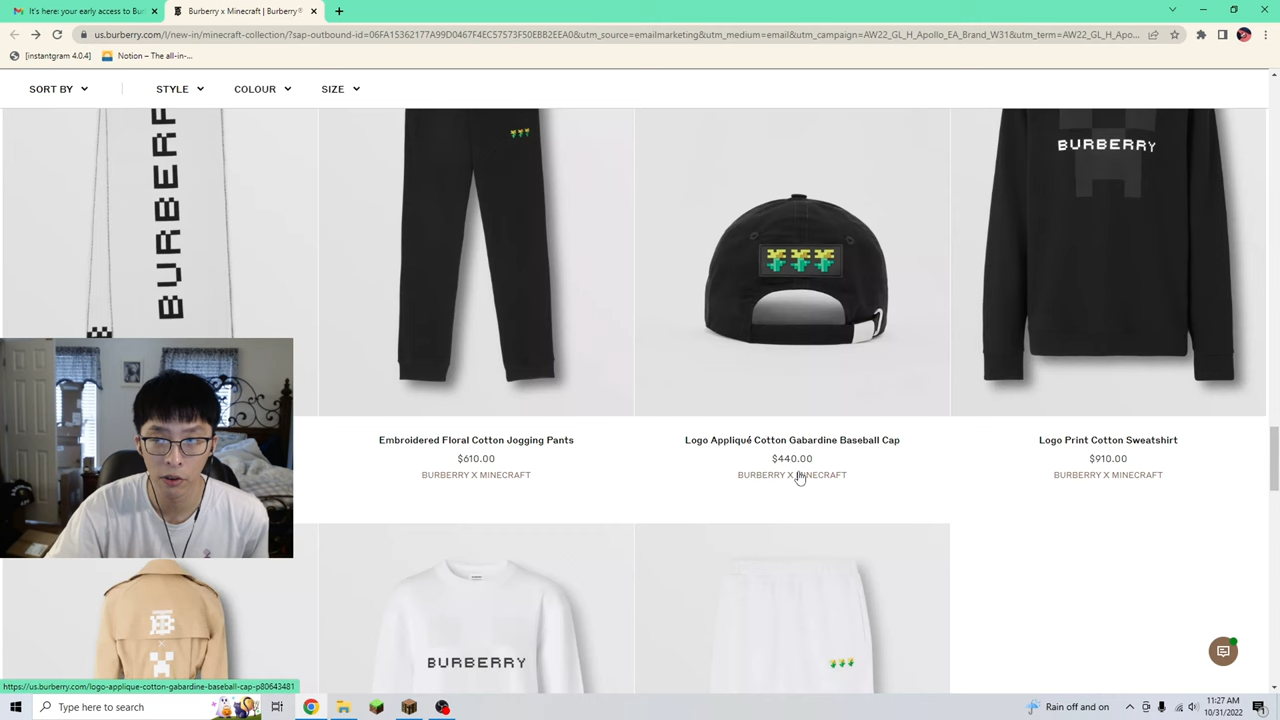 It's here: your early access to Bur
Burberry x Minecraft | Burberry®
us.burberry.com/l/new-in/minecraft-collection/?sap-outbound-id=06FA15362177A99D0467F4EC57573F50EBB2EEA0&utm_source=emailmarketing&utm_medium=email&utm_campaign=AW22_GL_H_Apollo_EA_Brand_W31&utm_term=AW22_GL_H_Apo...
[instantgram 4.0.4]
Notion – The all-in-...
SORT BY
STYLE
COLOUR
SIZE
BURBERR
BURBERRY
Embroidered Floral Cotton Jogging Pants
Logo Appliqué Cotton Gabardine Baseball Cap
Logo Print Cotton Sweatshirt
$610.00
$440.00
$910.00
BURBERRY X MINECRAFT
BURBERRY X MINECRAFT
BURBERRY X MINECRAFT
BURBERRY
https://us.burberry.com/logo-applique-cotton-gabardine-baseball-cap-p80643481
Type here to search
Rain off and on
11:27 AM
10/31/2022
1